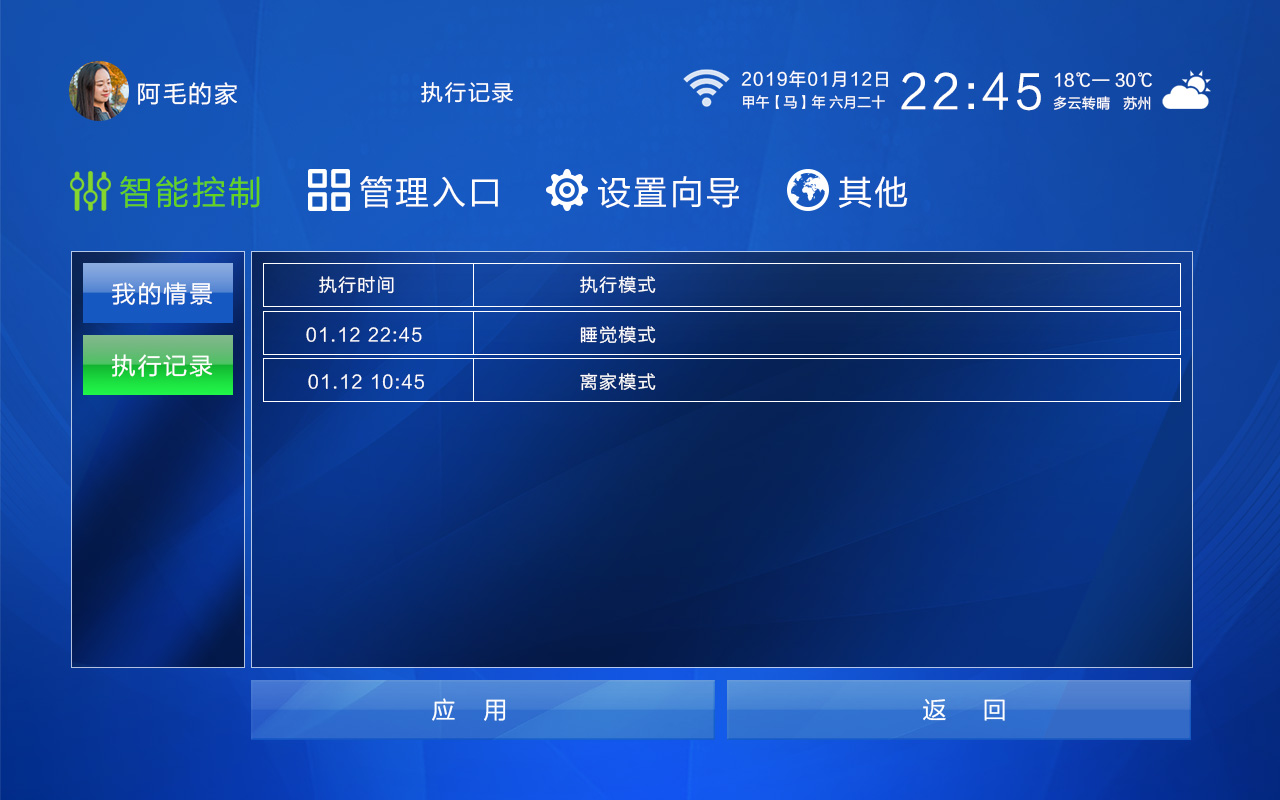 阿毛的家
执行记录
2019年01月12日
甲午【马】年 六月二十
22:45
18℃— 30℃
多云转晴 苏州
智能控制
管理入口
设置向导
其他
我的情景
执行记录
执行时间 执行模式
01.12 22:45 睡觉模式
01.12 10:45 离家模式
应 用
返 回